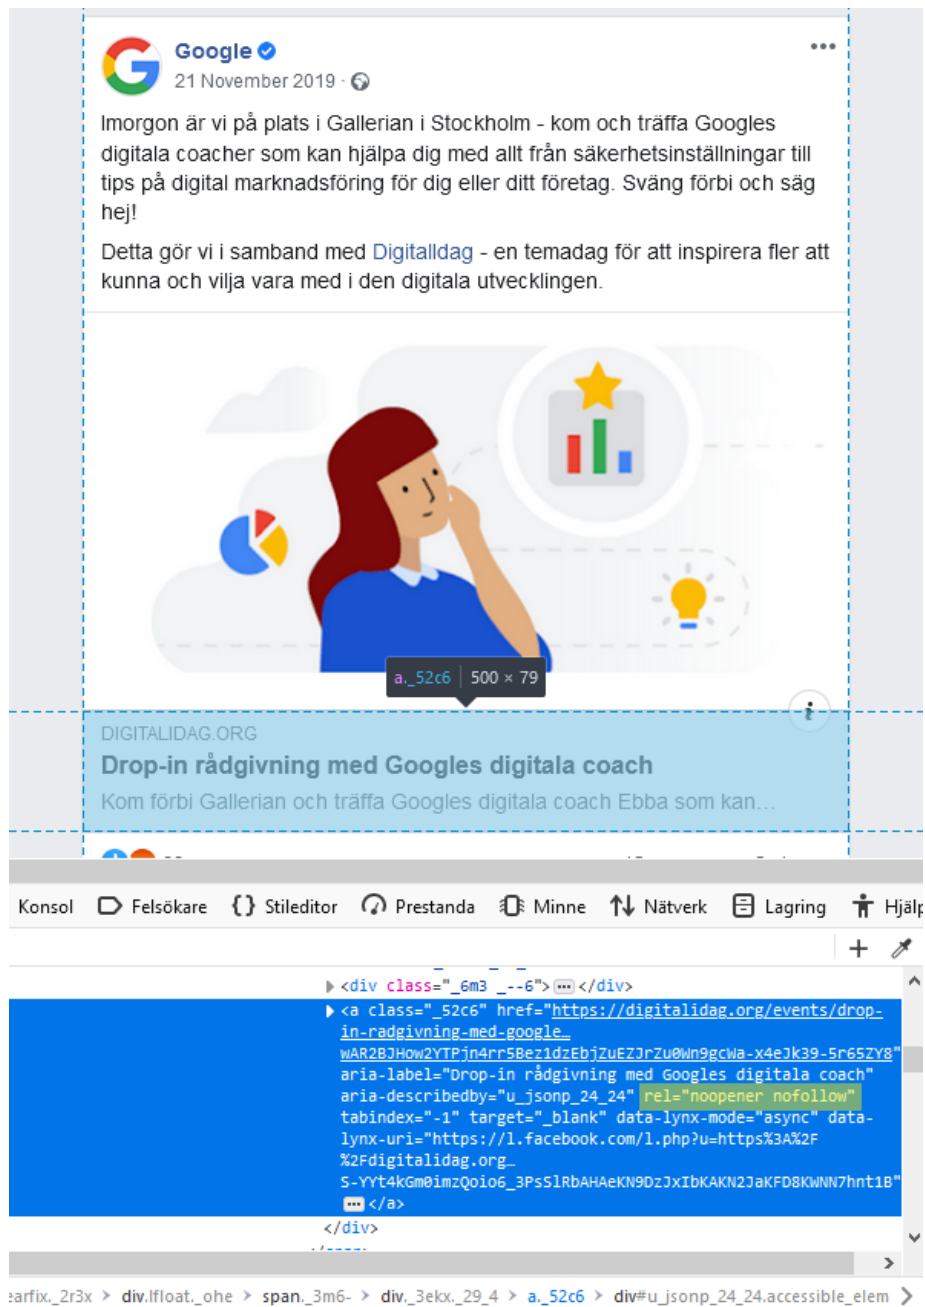 Google
21 November 2019 ·
Imorgon är vi på plats i Gallerian i Stockholm - kom och träffa Googles
digitala coacher som kan hjälpa dig med allt från säkerhetsinställningar till
tips på digital marknadsföring för dig eller ditt företag. Sväng förbi och säg
hej!
Detta gör vi i samband med Digitalldag - en temadag för att inspirera fler att
kunna och vilja vara med i den digitala utvecklingen.
a._52c6 | 500 × 79
i
DIGITALIDAG.ORG
Drop-in rådgivning med Googles digitala coach
Kom förbi Gallerian och träffa Googles digitala coach Ebba som kan…
Konsol Felsökare {} Stileditor Prestanda Minne Nätverk Lagring Hjälp
<div class="_6m3 _--6"> </div>
<a class="_52c6" href="https://digitalidag.org/events/drop-
in-radgivning-med-google…
wAR2BJHow2YTPjn4rr5Bez1dzEbjZuEZJrZu0Wn9gcWa-x4eJk39-5r65ZY8"
aria-label="Drop-in rådgivning med Googles digitala coach"
aria-describedby="u_jsonp_24_24" rel="noopener nofollow"
tabindex="-1" target="_blank" data-lynx-mode="async" data-
lynx-uri="https://l.facebook.com/l.php?u=https%3A%2F
%2Fdigitalidag.org…
S-YYt4kGm0imzQoio6_3PsSlRbAHAeKN9DzJxIbKAKN2JaKFD8KWNN7hnt1B"
</a>
</div>
earfix._2r3x > div.lfloat._ohe > span._3m6- > div._3ekx._29_4 > a._52c6 > div#u_jsonp_24_24.accessible_elem